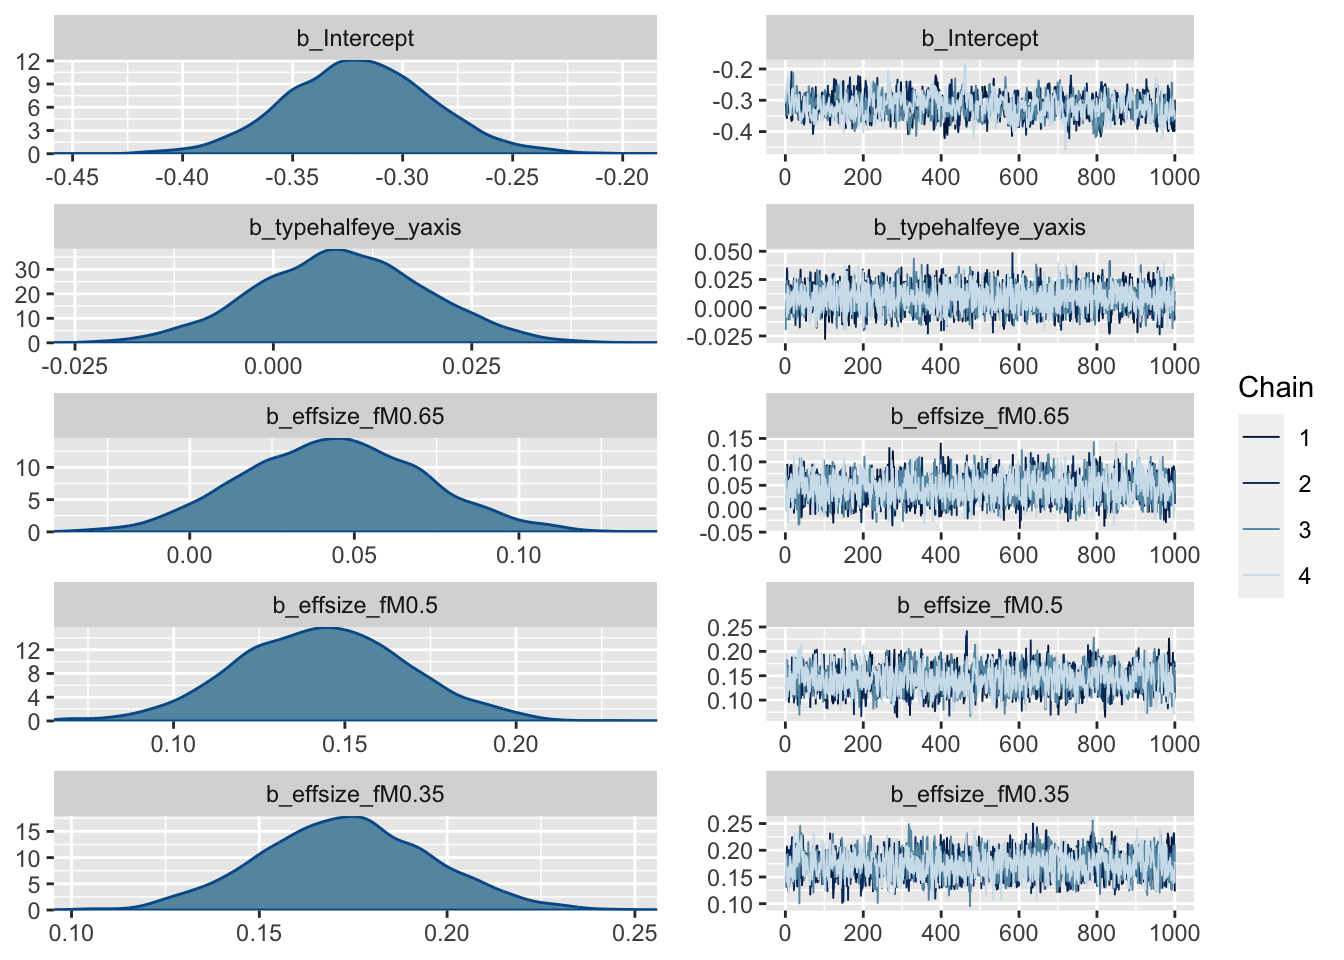 b_Intercept
12
9
6
3
0
-0.45 -0.40 -0.35 -0.30 -0.25 -0.20
b_Intercept
-0.2
-0.3
-0.4
0 200 400 600 800 1000
b_typehalfeye_yaxis
30
20
10
0
-0.025 0.000 0.025
b_typehalfeye_yaxis
0.050
0.025
0.000
-0.025
0 200 400 600 800 1000
b_effsize_fM0.65
10
5
0
0.00 0.05 0.10
b_effsize_fM0.65
0.15
0.10
0.05
0.00
-0.05
0 200 400 600 800 1000
b_effsize_fM0.5
12
8
4
0
0.10 0.15 0.20
b_effsize_fM0.5
0.25
0.20
0.15
0.10
0 200 400 600 800 1000
b_effsize_fM0.35
15
10
5
0
0.10 0.15 0.20 0.25
b_effsize_fM0.35
0.25
0.20
0.15
0.10
0 200 400 600 800 1000
Chain
1
2
3
4